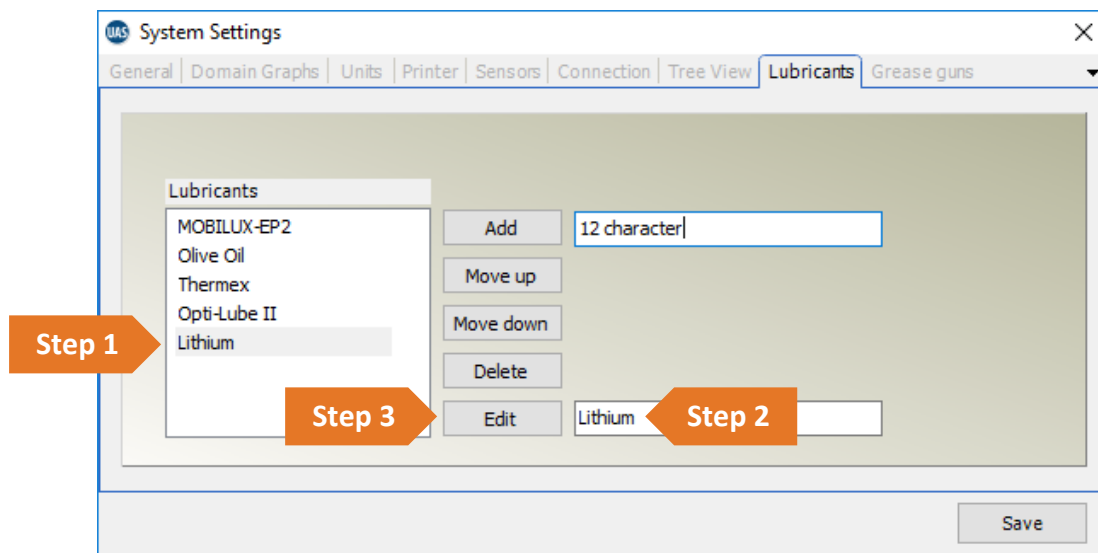 UAS System Settings
General Domain Graphs Units Printer Sensors Connection Tree View Lubricants Grease guns
Lubricants
MOBILUX-EP2
Olive Oil
Thermex
Opti-Lube II
Lithium
Add 12 character
Move up
Move down
Delete
Edit Lithium
Step 1
Step 3
Step 2
Save